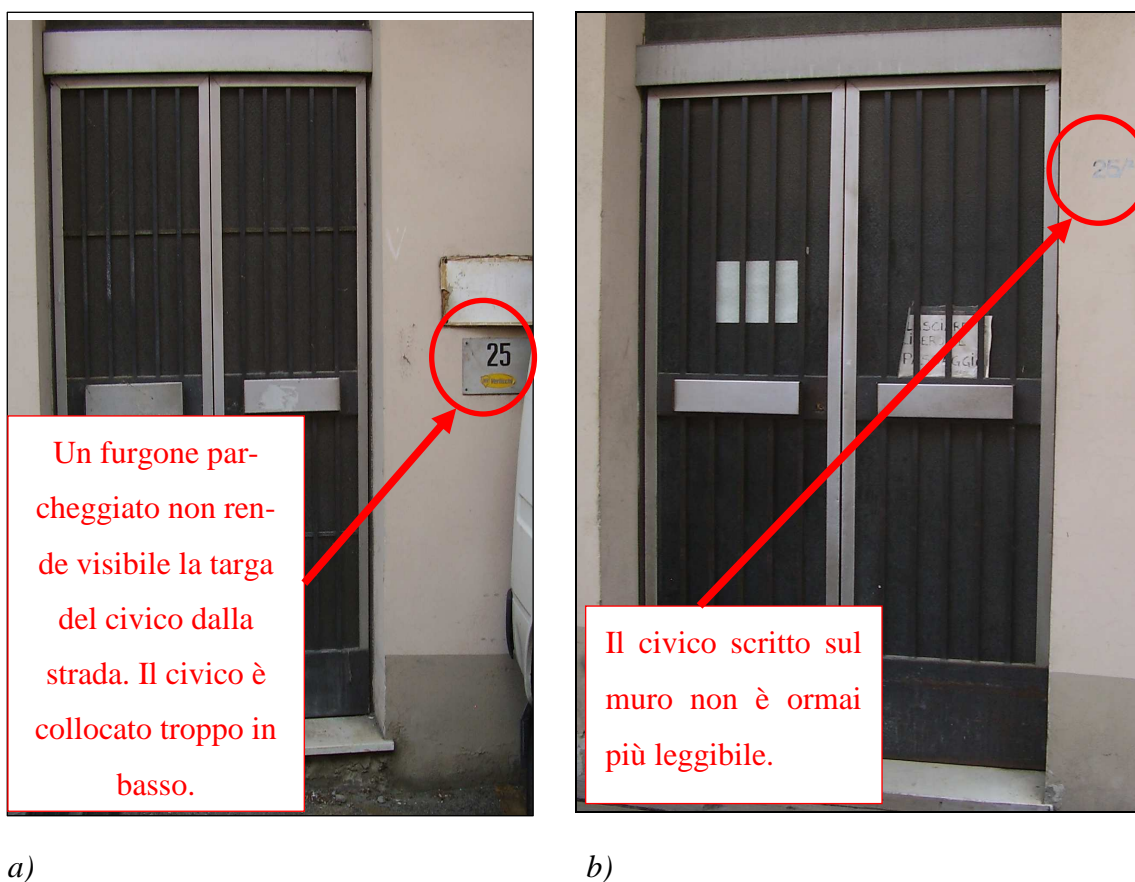 25
Un furgone par-
cheggiato non ren-
de visibile la targa
del civico dalla
strada. Il civico è
collocato troppo in
basso.
25/
Il civico scritto sul
muro non è ormai
più leggibile.
a)
b)